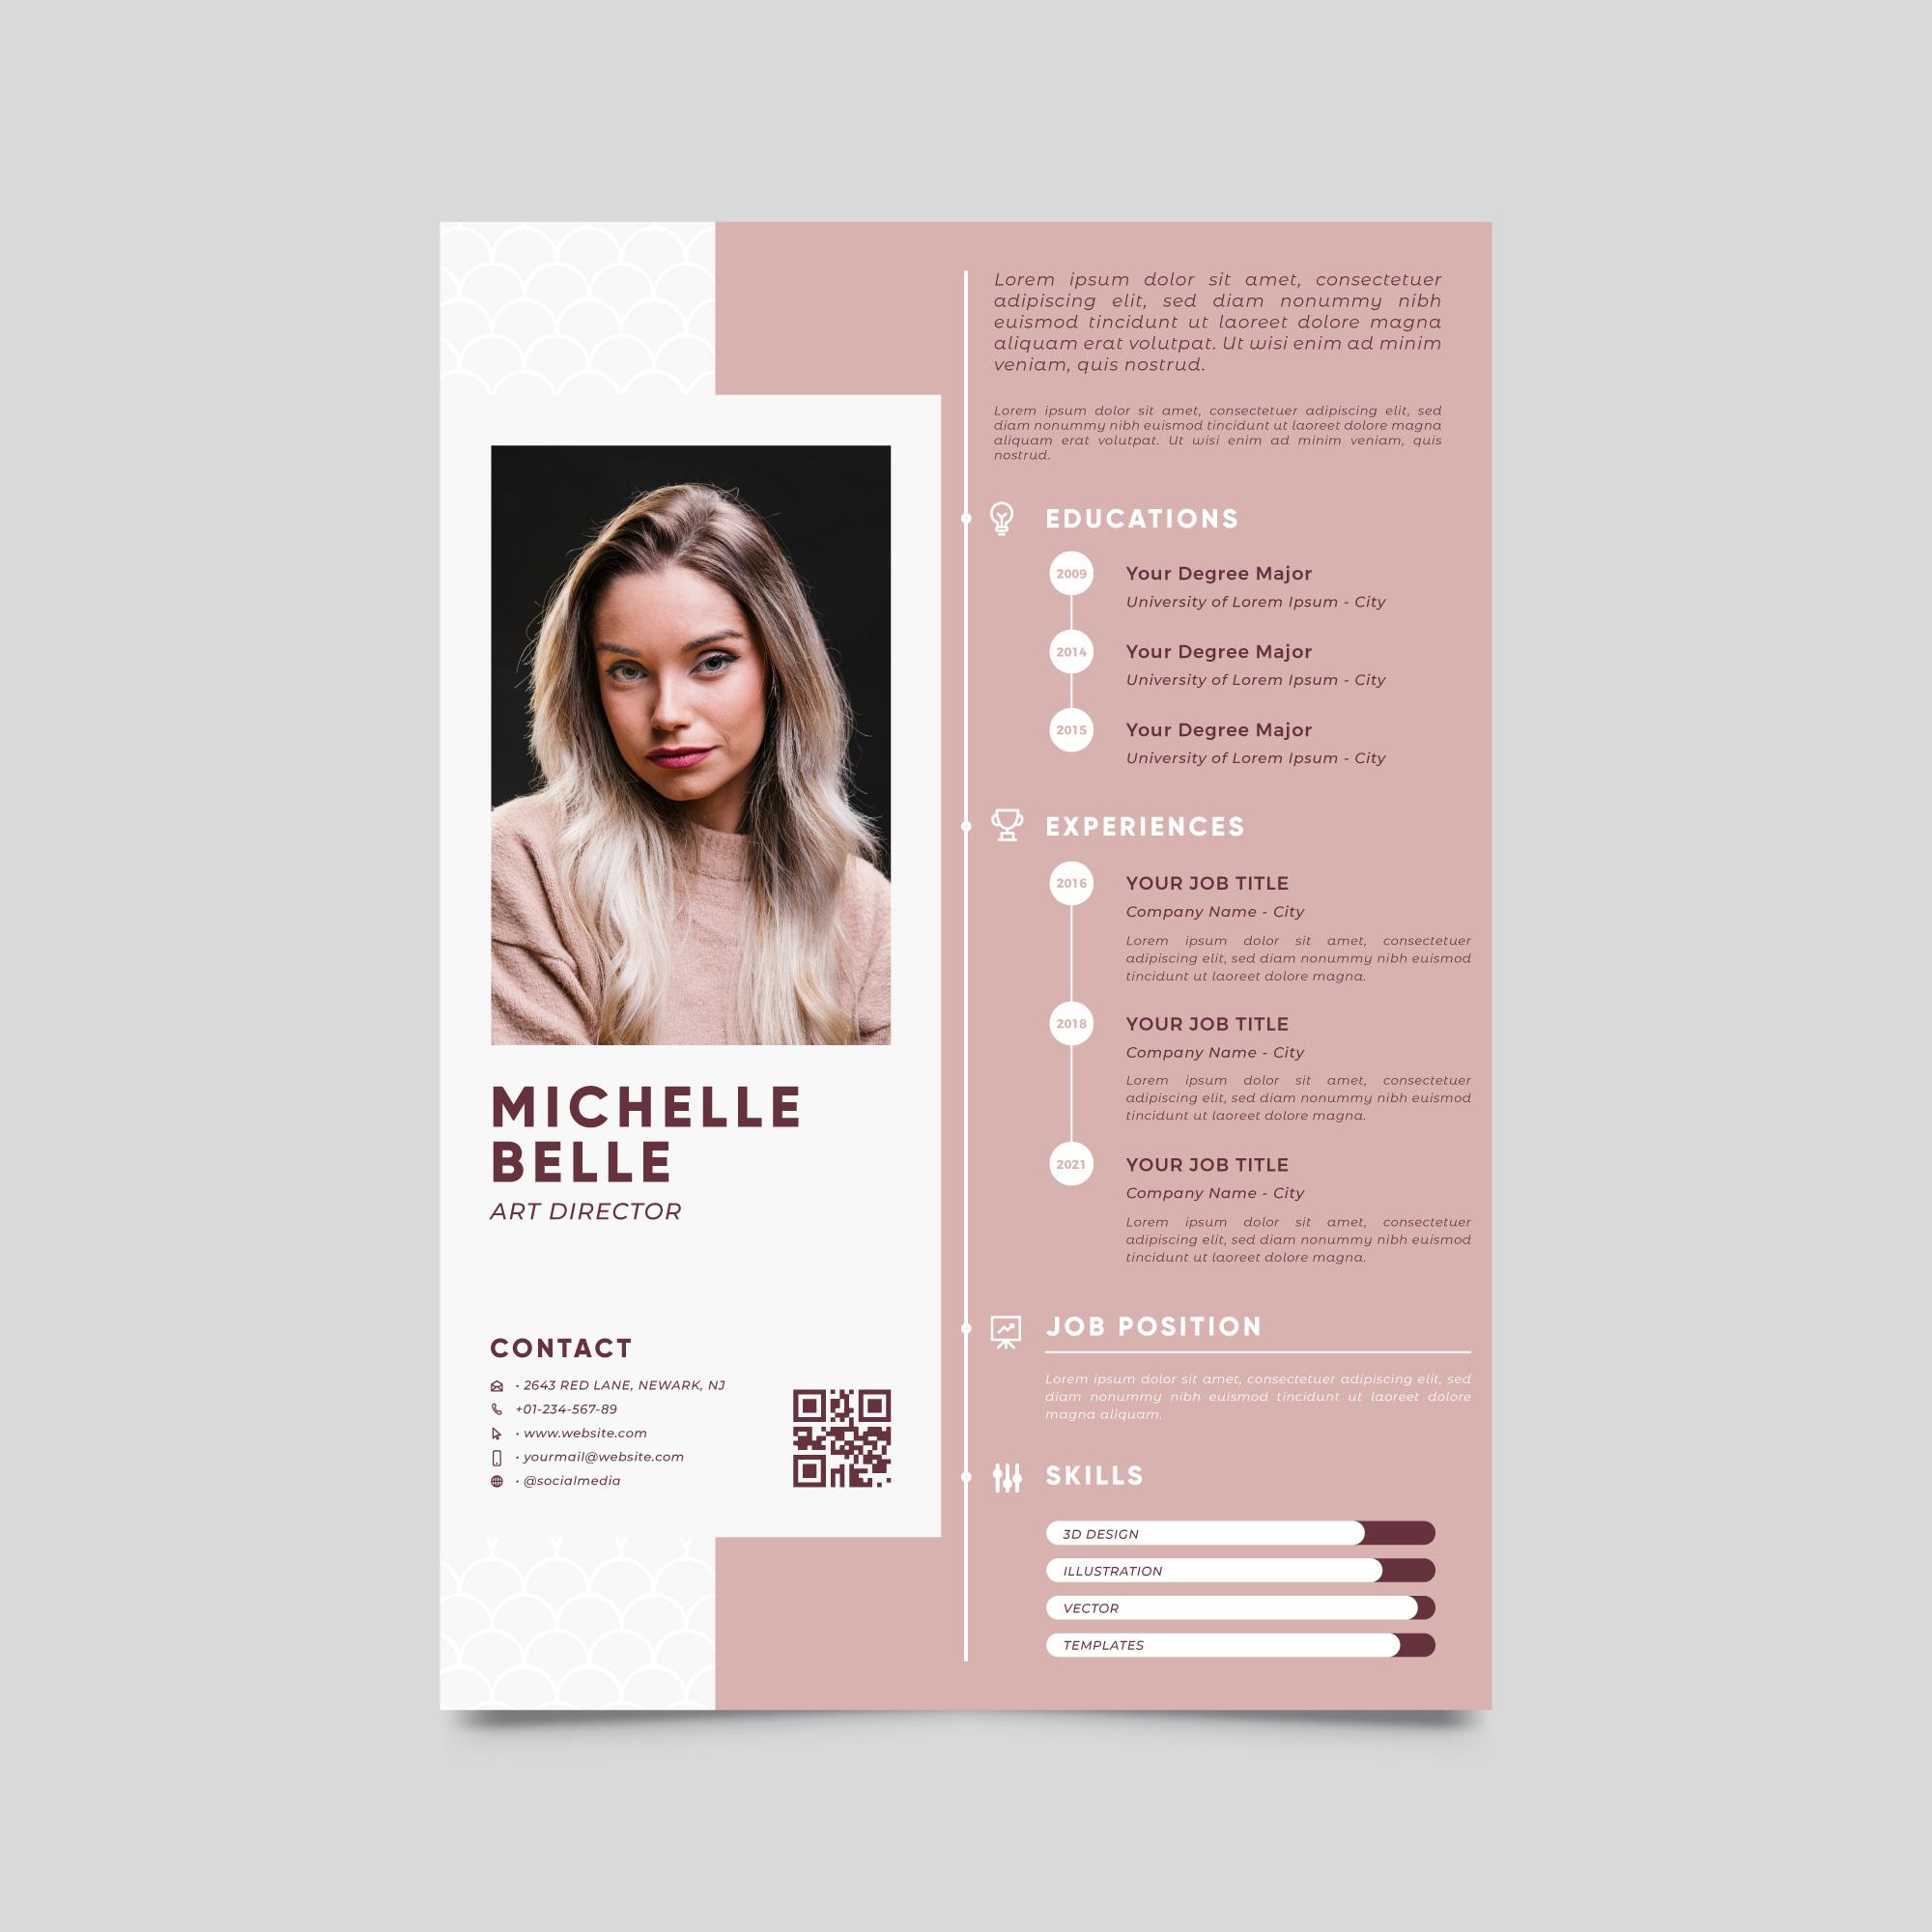 MICHELLE
BELLE
ART DIRECTOR
CONTACT
· 2643 RED LANE, NEWARK, NJ
+01-234-567-89
· www.website.com
· yourmail@website.com
· @socialmedia
Lorem ipsum dolor sit amet, consectetuer
adipiscing elit, sed diam nonummy nibh
euismod tincidunt ut laoreet dolore magna
aliquam erat volutpat. Ut wisi enim ad minim
veniam, quis nostrud.
Lorem ipsum dolor sit amet, consectetuer adipiscing elit, sed
diam nonummy nibh euismod tincidunt ut laoreet dolore magna
aliquam erat volutpat. Ut wisi enim ad minim veniam, quis
nostrud.
EDUCATIONS
2009 Your Degree Major
University of Lorem Ipsum - City
2014 Your Degree Major
University of Lorem Ipsum - City
2015 Your Degree Major
University of Lorem Ipsum - City
EXPERIENCES
2016 YOUR JOB TITLE
Company Name - City
Lorem ipsum dolor sit amet, consectetuer
adipiscing elit, sed diam nonummy nibh euismod
tincidunt ut laoreet dolore magna.
2018 YOUR JOB TITLE
Company Name - City
Lorem ipsum dolor sit amet, consectetuer
adipiscing elit, sed diam nonummy nibh euismod
tincidunt ut laoreet dolore magna.
2021 YOUR JOB TITLE
Company Name - City
Lorem ipsum dolor sit amet, consectetuer
adipiscing elit, sed diam nonummy nibh euismod
tincidunt ut laoreet dolore magna.
JOB POSITION
Lorem ipsum dolor sit amet, consectetuer adipiscing elit, sed
diam nonummy nibh euismod tincidunt ut laoreet dolore
magna aliquam.
SKILLS
3D DESIGN
ILLUSTRATION
VECTOR
TEMPLATES